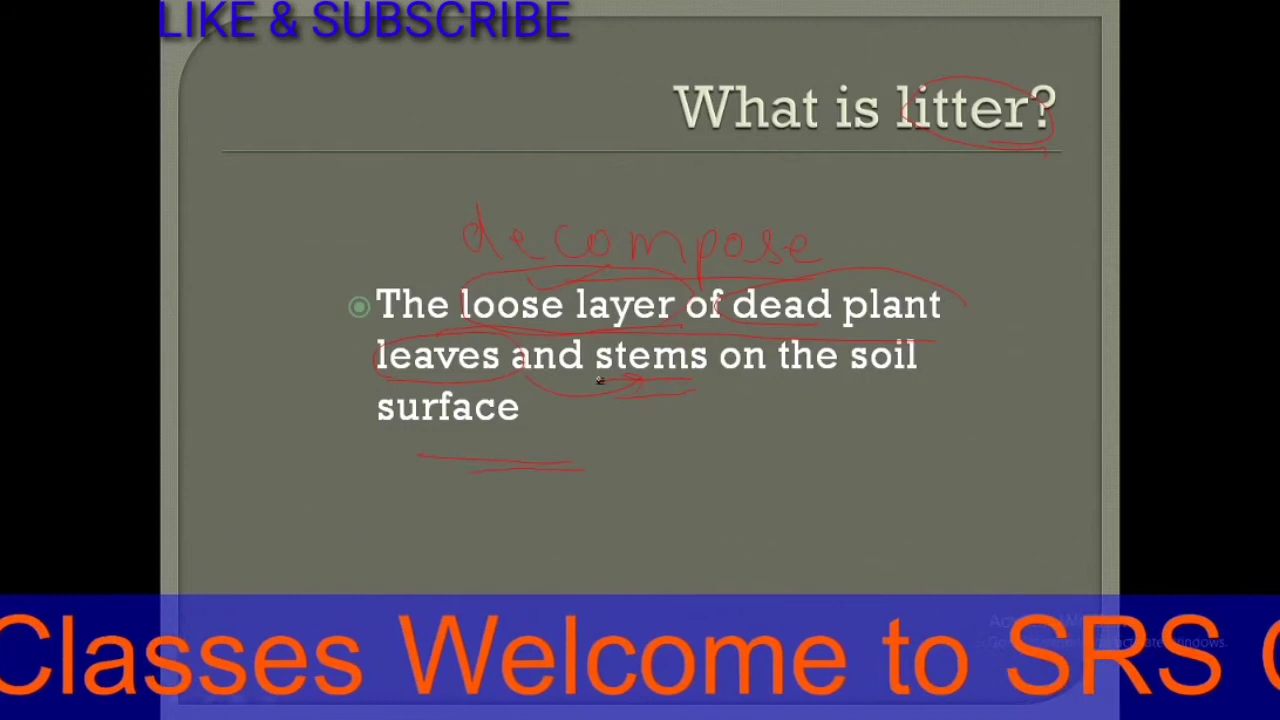 LIKE & SUBSCRIBE
What is litter?
decompose
The loose layer of dead plant
leaves and stems on the soil
surface
Classes Welcome to SRS C